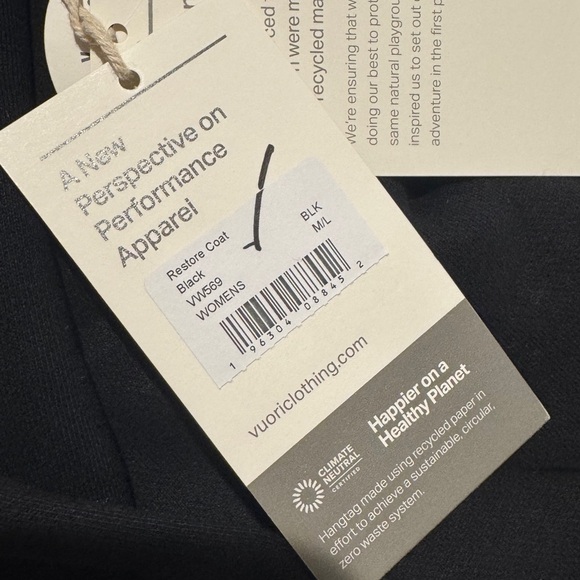 A New
Perspective on
Performance
Apparel
Restore Coat
Black
VW569
WOMENS
BLK
M/L
1 96304 08845 2
vuoriclothing.com
CLIMATE
NEUTRAL
CERTIFIED
Happier on a
Healthy Planet
Hangtag made using recycled paper in
effort to achieve a sustainable, circular,
zero waste system.
were m
recycled ma
We're ensuring that w
doing our best to prot
same natural playgrou
inspired us to set out
adventure in the first p